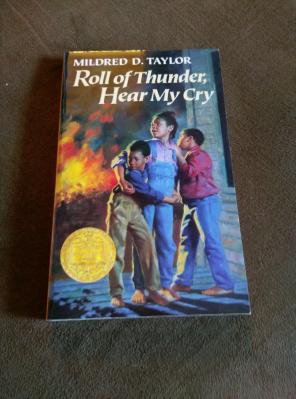 MILDRED D. TAYLOR
Roll of Thunder,
Hear My Cry